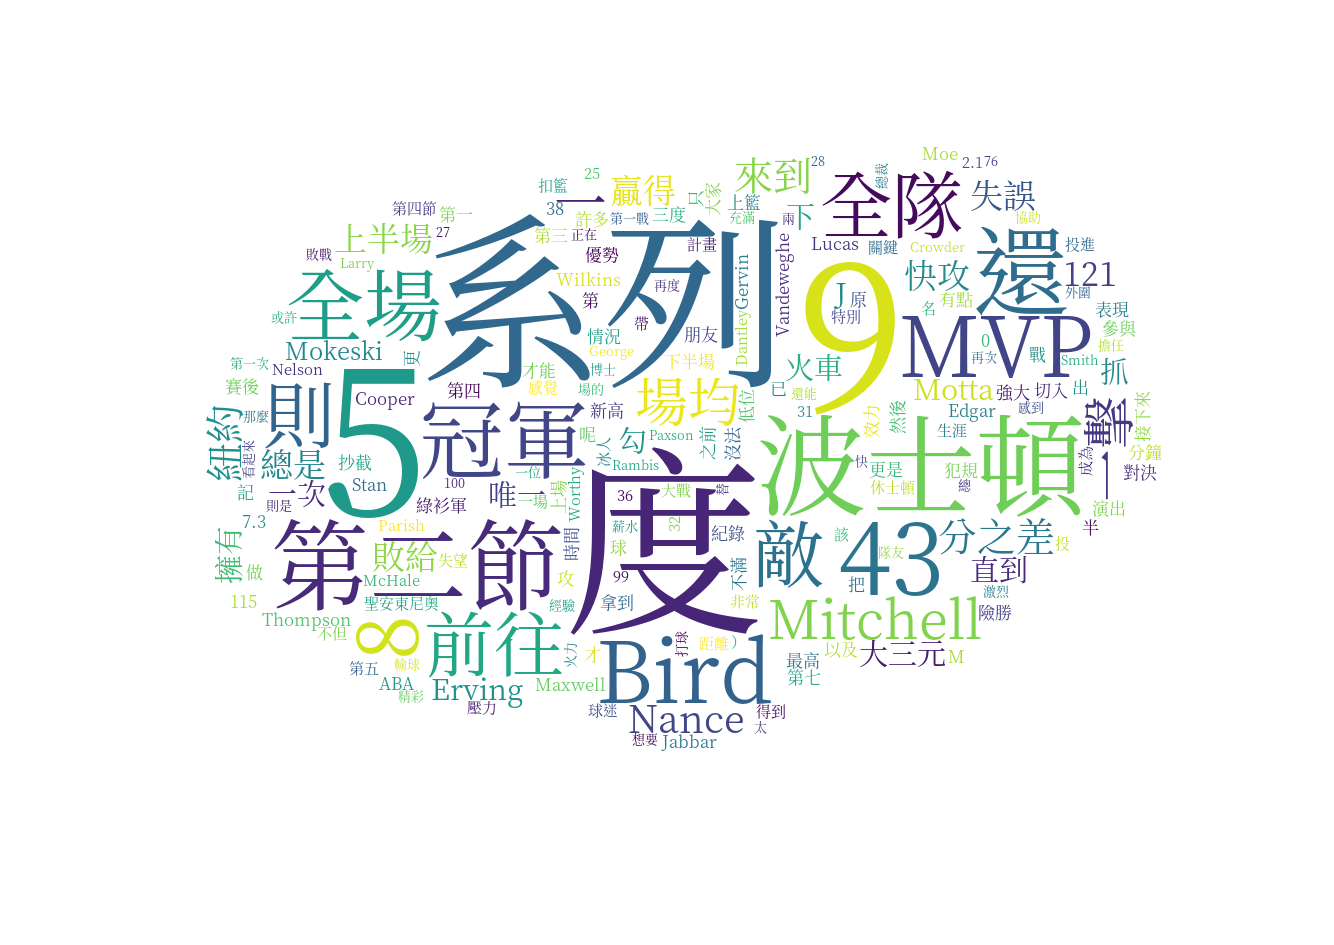 Moe
2.1
76
28
來到
總裁
全隊
25
扣籃
一
贏得
只
大家
上籃
失誤
38
許多
第一戰
三度
充滿
兩
下
協助
第四節
第一
27
上半場
第三
正在
系列
優勢
計畫
Lucas
關鍵
Crowder
還
投進
敗戰
Larry
全場
Wilkins
再度
Gervin
Vandeweghe
9
快攻
121
外圍
第
J
原
特別
有點
名
表現
或許
帶
朋友
Dantley
MVP
參與
擔任
Mokeski
更
情況
George
下半場
火車
0
再次
戰
Smith
抓
第一次
Nelson
才能
博士
賽後
感覺
場的
場均
低位
已
還能
Motta
強大
切入
出
則
5
Cooper
第四
冠軍
新高
31
效力
然後
Edgar
感到
一擊
接下來
紐約
那麼
呢
勾
Paxson
之前
沒法
波士頓
生涯
總是
看起來
抄截
冰人
Rambis
快
更是
犯規
成為
分鐘
對決
記
一次
Stan
100
唯一
一位
一場
上場
Worthy
度
36
大戰
替
休士頓
總
則是
綠衫軍
薪水
32
演出
7.3
第二節
Parish
時間
球
紀錄
敵
43
該
分之差
半
投
擁有
做
敗給
失望
攻
99
不滿
隊友
直到
McHale
把
激烈
115
聖安東尼奧
經驗
拿到
非常
Mitchell
險勝
Thompson
不但
8
前往
火力
才
打球
距離
)
以及
大三元
M
第五
輸球
ABA
精彩
Erving
Maxwell
Bird
最高
第七
壓力
球迷
Nance
得到
太
想要
Jabbar